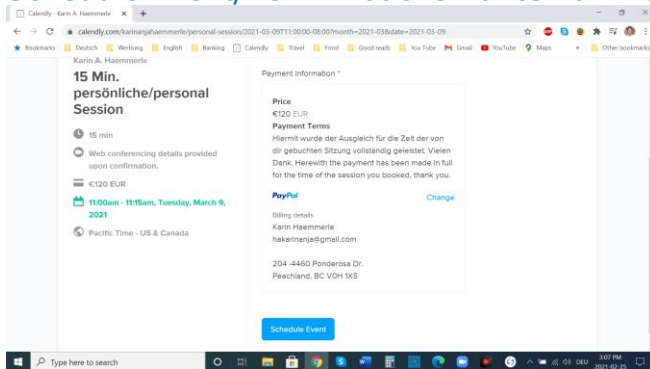 Calendly - Karin A. Haemmerle
calendly.com/karinanjahaemmerle/personal-session/2021-03-09T11:00:00-08:00?month=2021-03&date=2021-03-09
Bookmarks Deutsch Werbung English Banking Calendly Travel Food Good reads You Tube Gmail YouTube Maps » Other bookmarks
Karin A. Haemmerle
15 Min.
persönliche/personal
Session
15 min
Web conferencing details provided
upon confirmation.
€120 EUR
11:00am - 11:15am, Tuesday, March 9,
2021
Pacific Time - US & Canada
Payment information *
Price
€120 EUR
Payment Terms
Hiermit wurde der Ausgleich für die Zeit der von
dir gebuchten Sitzung vollständig geleistet. Vielen
Dank. Herewith the payment has been made in full
for the time of the session you booked, thank you.
PayPal Change
Billing details
Karin Haemmerle
hakarinenja@gmail.com
204 -4460 Ponderosa Dr.
Peachland, BC V0H 1X5
Schedule Event
Type here to search
DEU
3:07 PM
2021-02-25